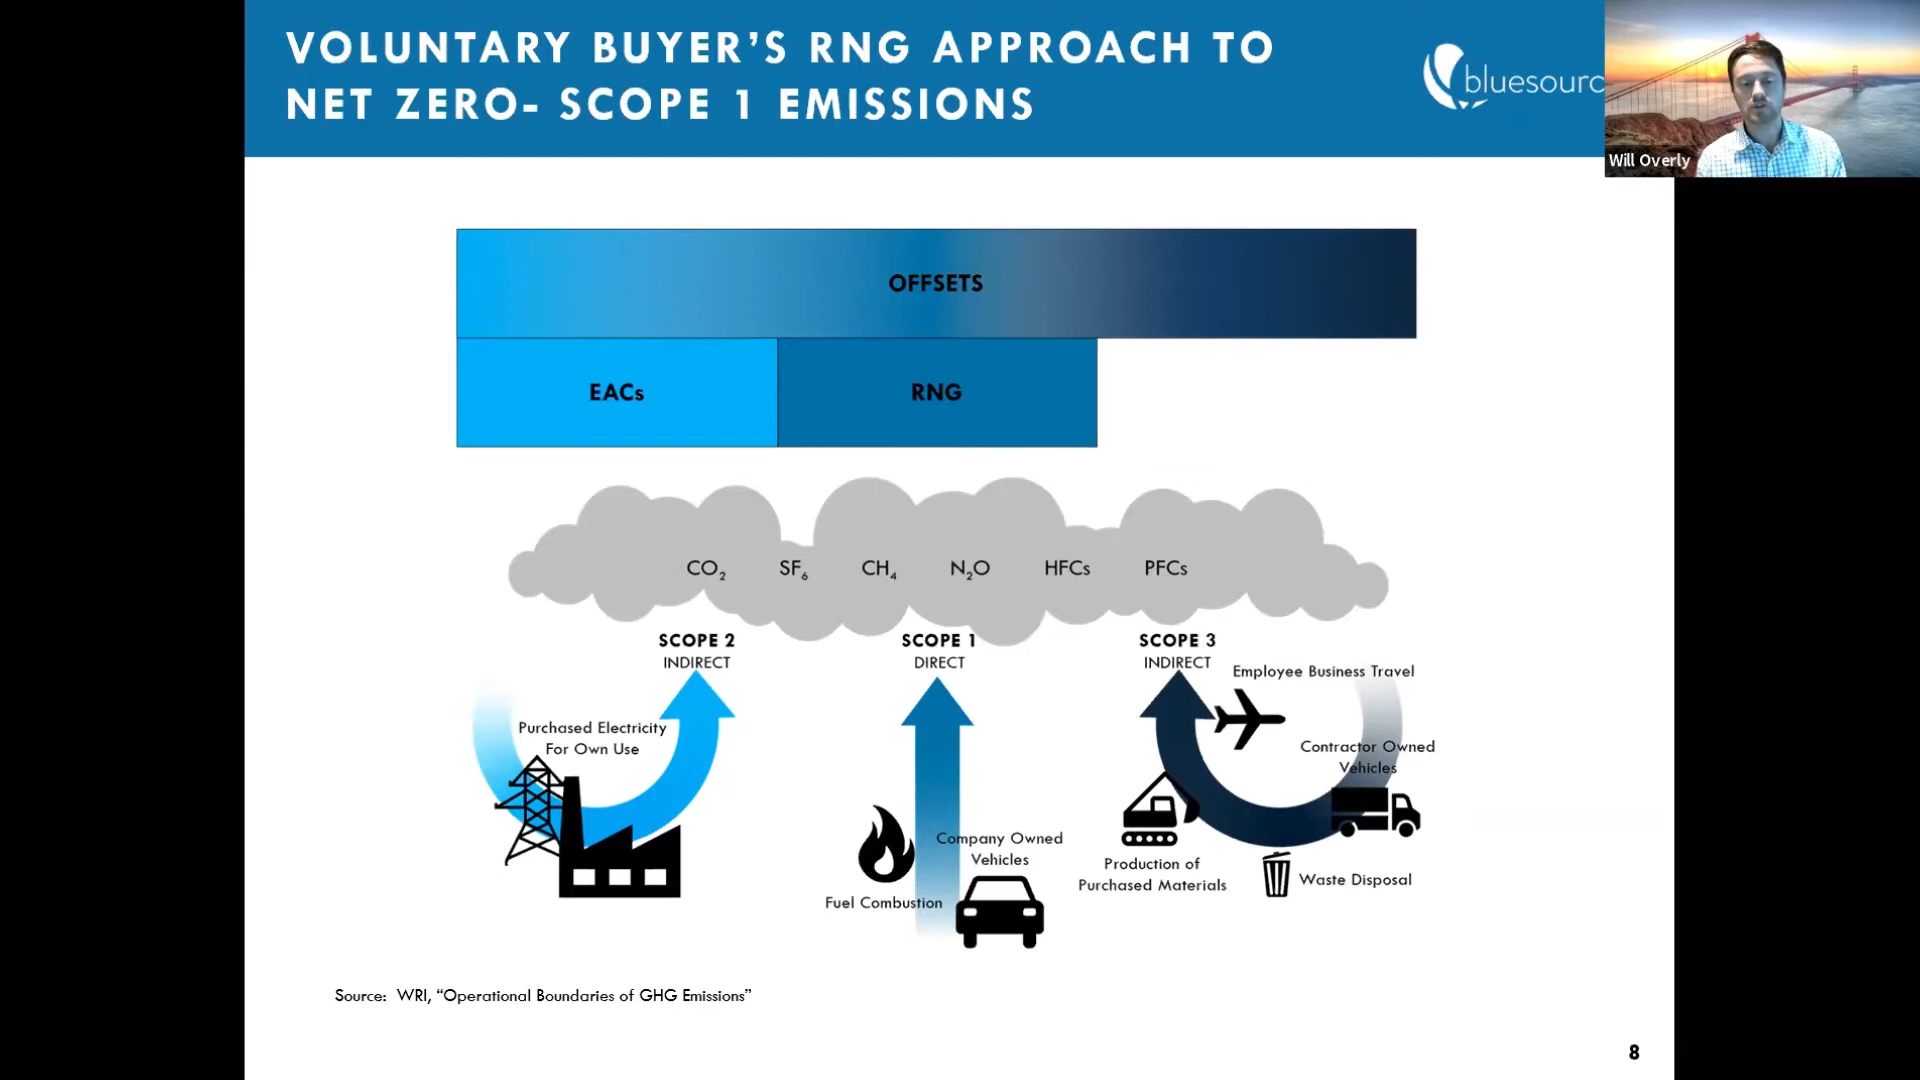 VOLUNTARY BUYER'S RNG APPROACH TO
NET ZERO- SCOPE 1 EMISSIONS
bluesourc
Will Overly
OFFSETS
EACs
RNG
CO₂
SF₆
CH₄
N₂O
HFCs
PFCs
SCOPE 2
INDIRECT
Purchased Electricity
For Own Use
SCOPE 1
DIRECT
Fuel Combustion
Company Owned
Vehicles
SCOPE 3
INDIRECT
Employee Business Travel
Contractor Owned
Vehicles
Production of
Purchased Materials
Waste Disposal
Source: WRI, “Operational Boundaries of GHG Emissions”
8